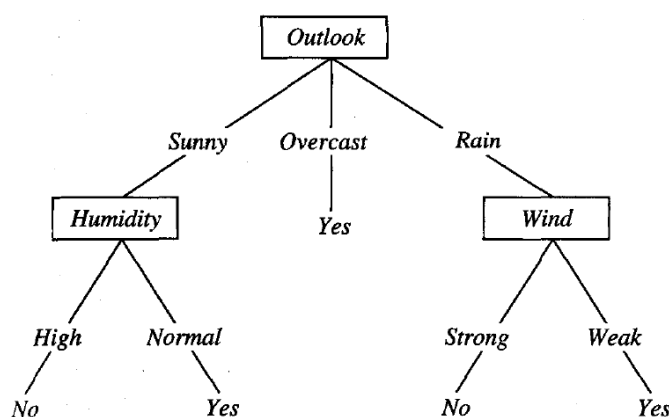 Outlook
Sunny Overcast Rain
Humidity Yes Wind
High Normal Strong Weak
No Yes No Yes